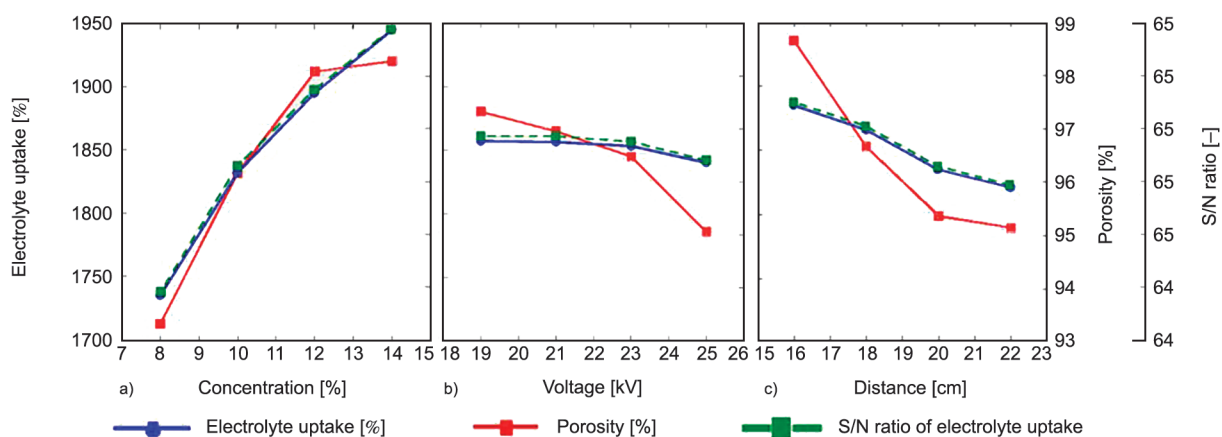 1950
1900
1850
1800
1750
1700
Electrolyte uptake [%]
7 8 9 10 11 12 13 14 15
a) Concentration [%]
18 19 20 21 22 23 24 25 26
b) Voltage [kV]
15 16 17 18 19 20 21 22 23
c) Distance [cm]
99
98
97
96
95
94
93
Porosity [%]
65
65
65
65
65
64
64
S/N ratio [–]
Electrolyte uptake [%] Porosity [%] S/N ratio of electrolyte uptake